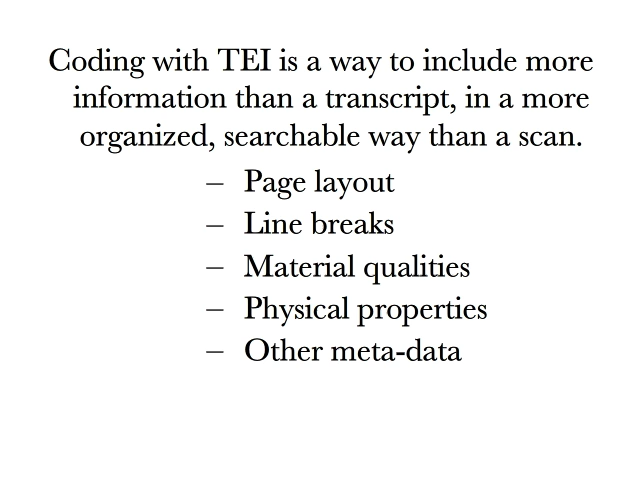 Coding with TEI is a way to include more
information than a transcript, in a more
organized, searchable way than a scan.
– Page layout
– Line breaks
– Material qualities
– Physical properties
– Other meta-data